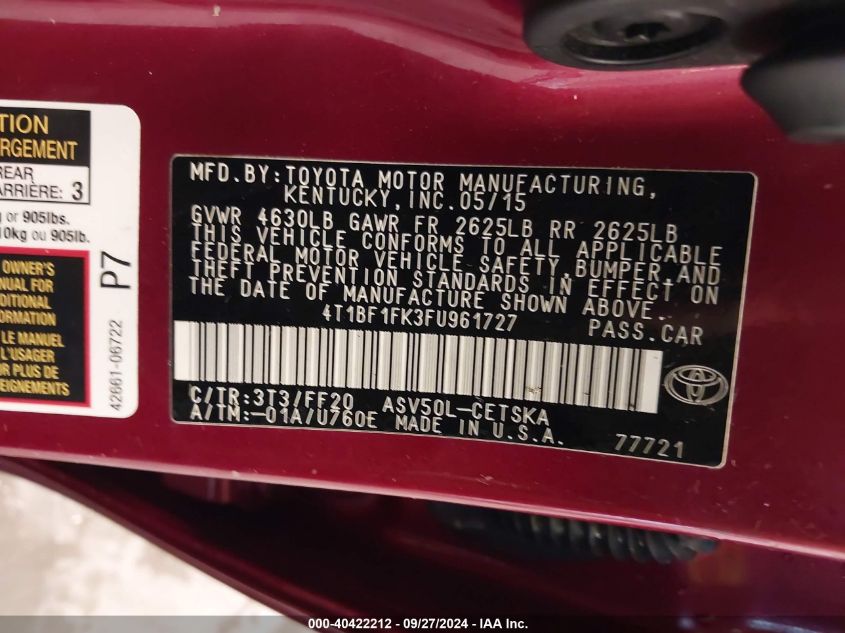 TION
RGEMENT
REAR
ARRIÈRE: 3
g or 905lbs.
10kg ou 905lb.
OWNER'S
NUAL FOR
DITIONAL
ORMATION
LE MANUEL
L'USAGER
PLUS DE
EIGNEMENTS
P7
42661-06722
MFD.BY:TOYOTA MOTOR MANUFACTURING,
KENTUCKY,INC.05/15
GVWR 4630LB GAWR FR 2625LB RR 2625LB
THIS VEHICLE CONFORMS TO ALL APPLICABLE
FEDERAL MOTOR VEHICLE SAFETY,BUMPER,AND
THEFT PREVENTION STANDARDS IN EFFECT ON
THE DATE OF MANUFACTURE SHOWN ABOVE.
4T1BF1FK3FU961727 PASS.CAR
C/TR:3T3/FF20 ASV50L-CETSKA
A/TM:-01A/U760E MADE IN U.S.A.
77721
000-40422212 - 09/27/2024 - IAA Inc.